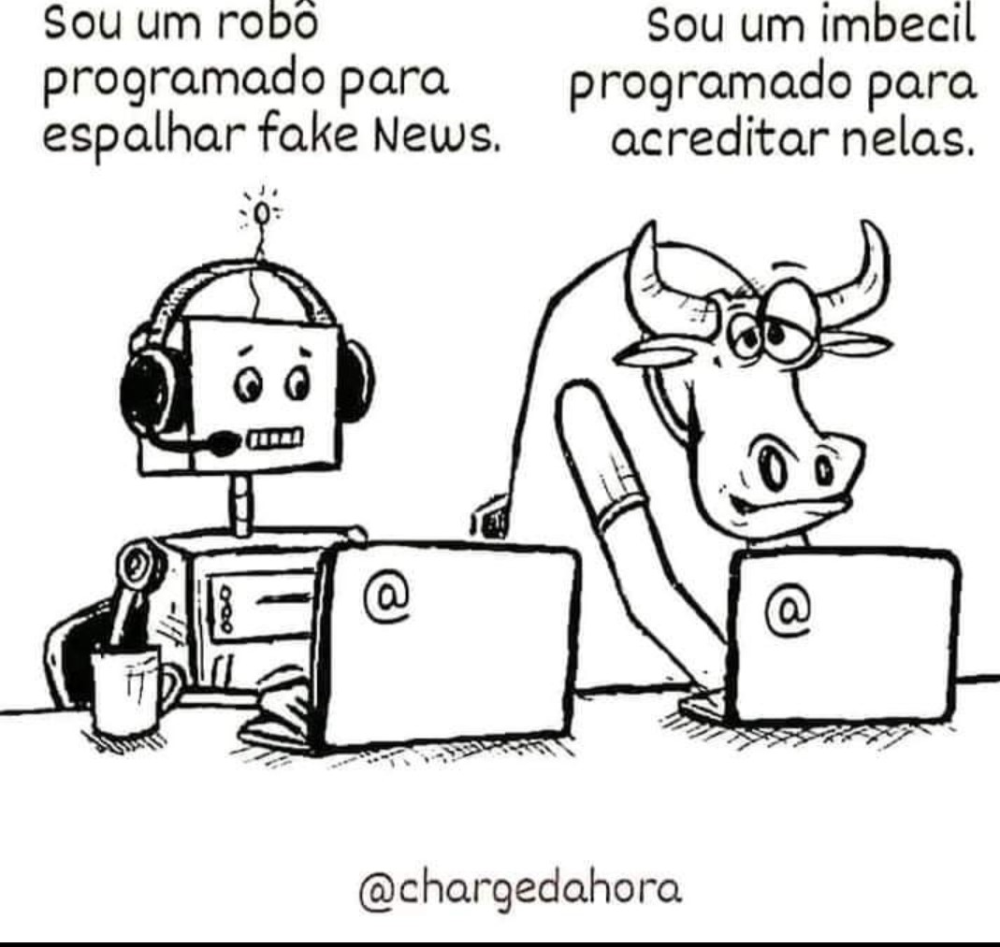 Sou um robô
programado para
espalhar fake News.
Sou um imbecil
programado para
acreditar nelas.
@
@
@chargedahora